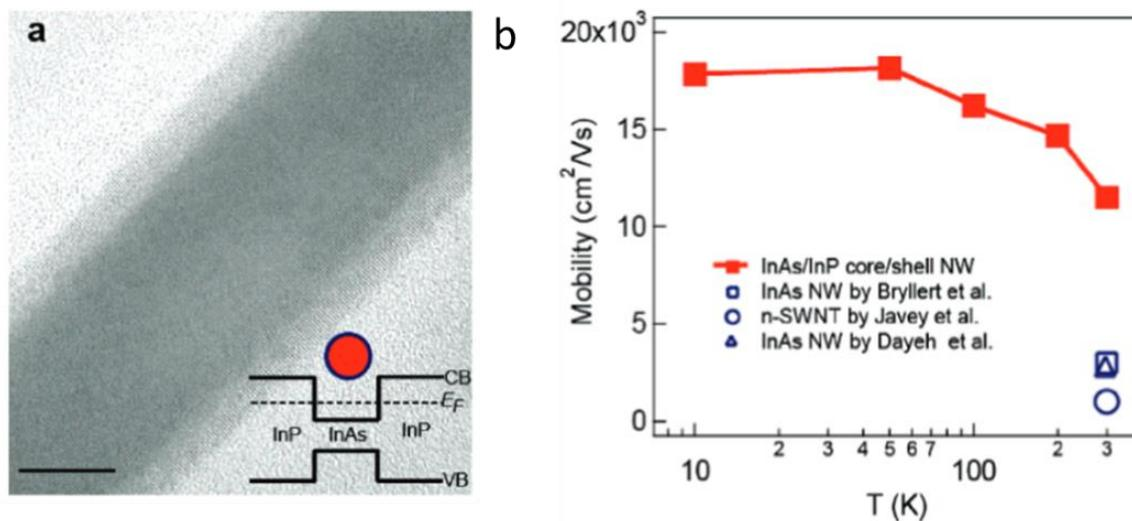 a
CB
E_F
InP InAs InP
VB
b
20x10³
15
10
5
0
Mobility (cm²/Vs)
InAs/InP core/shell NW
InAs NW by Bryllert et al.
n-SWNT by Javey et al.
InAs NW by Dayeh et al.
10 2 3 4 5 6 7 100 2 3
T (K)